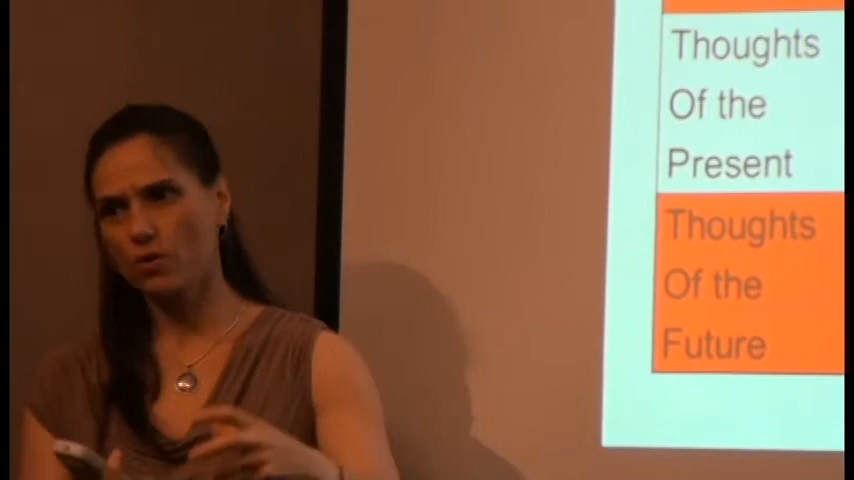 Thoughts
Of the
Present
Thoughts
Of the
Future